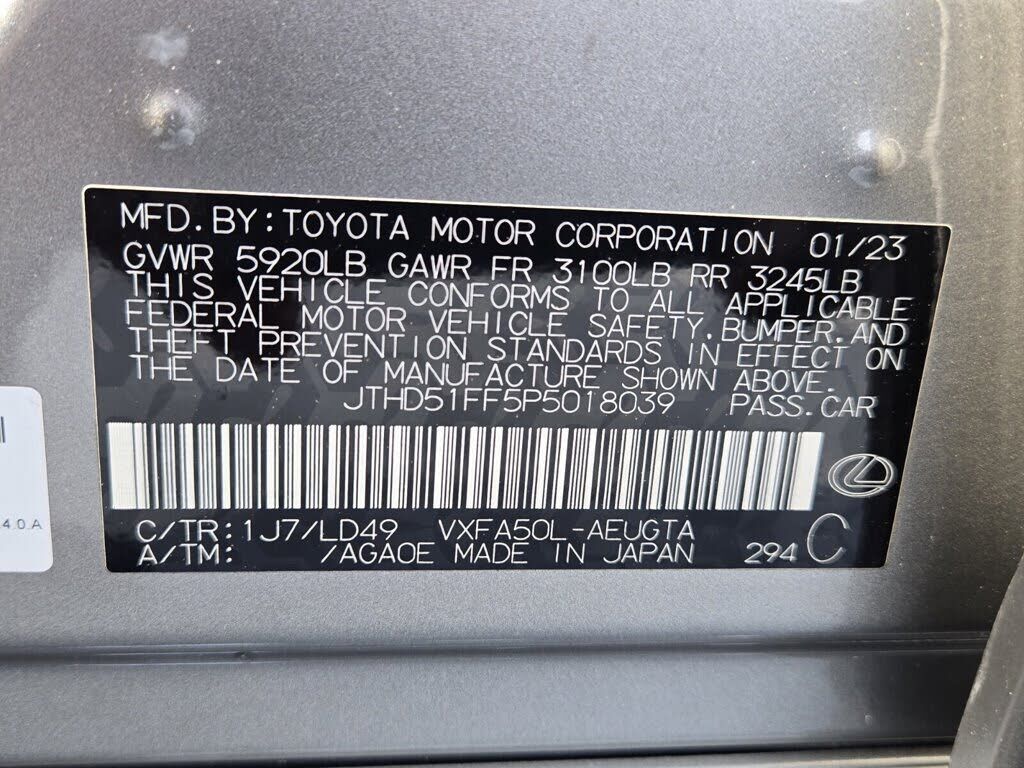 MFD.BY:TOYOTA MOTOR CORPORATION 01/23
GVWR 5920LB GAWR FR 3100LB RR 3245LB
THIS VEHICLE CONFORMS TO ALL APPLICABLE
FEDERAL MOTOR VEHICLE SAFETY,BUMPER,AND
THEFT PREVENTION STANDARDS IN EFFECT ON
THE DATE OF MANUFACTURE SHOWN ABOVE.
JTHD51FF5P5018039 PASS.CAR
C/TR:1J7/LD49 VXFA50L-AEUGTA
A/TM: /AGA0E MADE IN JAPAN 294 C
4.0.A